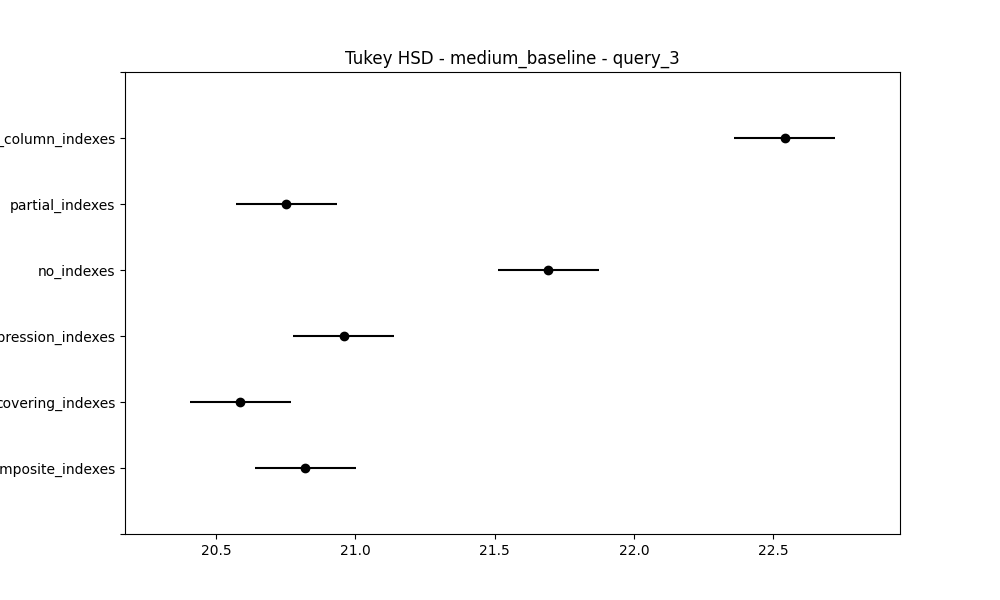 Tukey HSD - medium_baseline - query_3
_column_indexes
partial_indexes
no_indexes
pression_indexes
covering_indexes
mposite_indexes
20.5 21.0 21.5 22.0 22.5